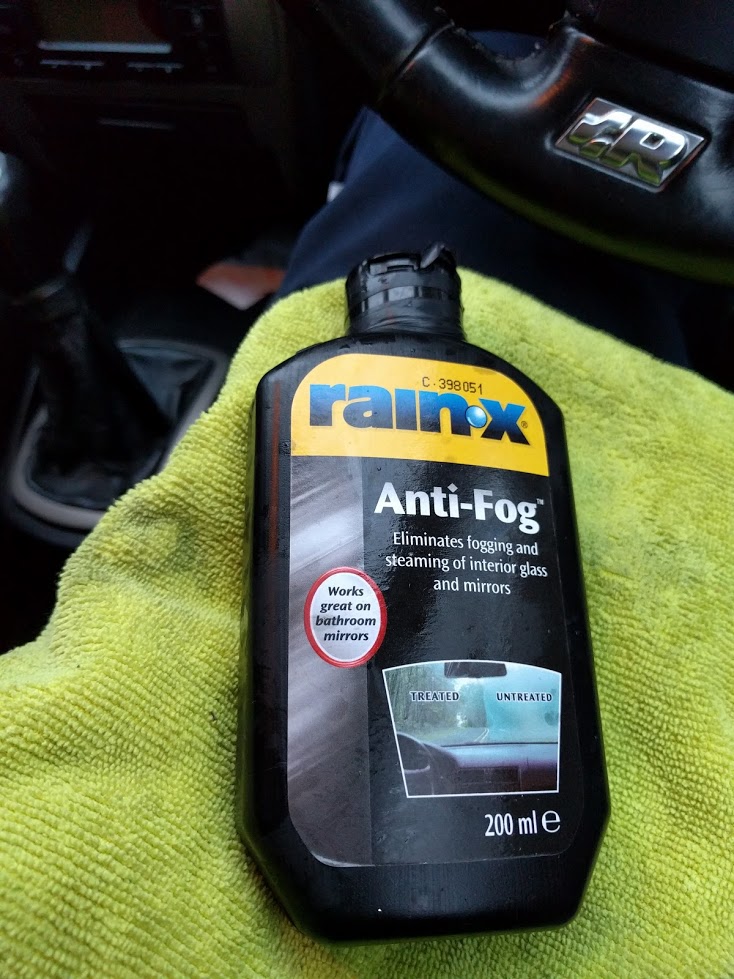 R
C.398051
rain-x®
Anti-Fog™
Eliminates fogging and
steaming of interior glass
and mirrors
Works
great on
bathroom
mirrors
TREATED UNTREATED
200 ml ℮